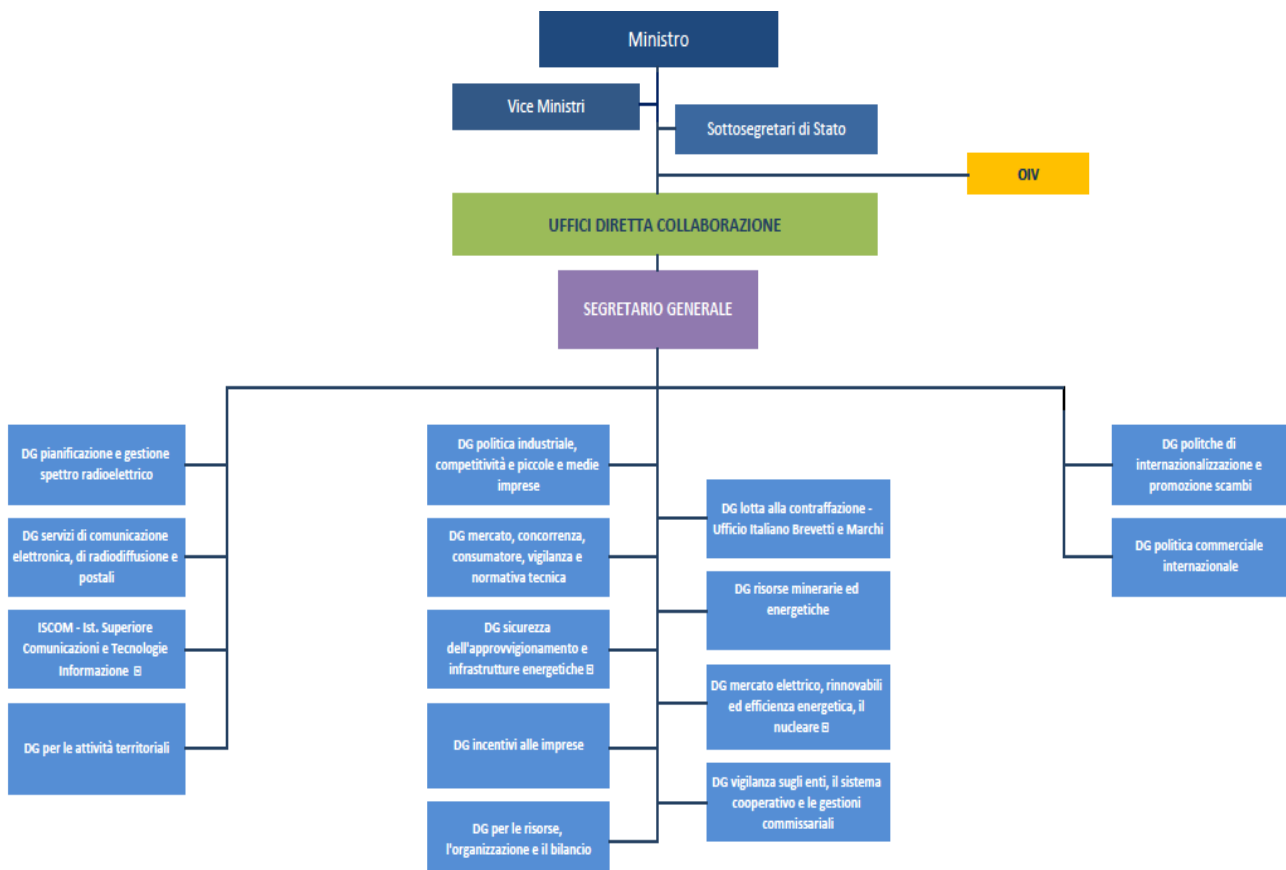 Ministro
Vice Ministri
Sottosegretari di Stato
OIV
UFFICI DIRETTA COLLABORAZIONE
SEGRETARIO GENERALE
DG pianificazione e gestione
spettro radioelettrico
DG servizi di comunicazione
elettronica, di radiodiffusione e
postali
ISCOM - Ist. Superiore
Comunicazioni e Tecnologie
Informazione
DG per le attività territoriali
DG politica industriale,
competitività e piccole e medie
imprese
DG mercato, concorrenza,
consumatore, vigilanza e
normativa tecnica
DG sicurezza
dell'approvvigionamento e
infrastrutture energetiche
DG incentivi alle imprese
DG per le risorse,
l'organizzazione e il bilancio
DG lotta alla contraffazione -
Ufficio Italiano Brevetti e Marchi
DG risorse minerarie ed
energetiche
DG mercato elettrico, rinnovabili
ed efficienza energetica, il
nucleare
DG vigilanza sugli enti, il sistema
cooperativo e le gestioni
commissariali
DG politche di
internazionalizzazione e
promozione scambi
DG politica commerciale
internazionale